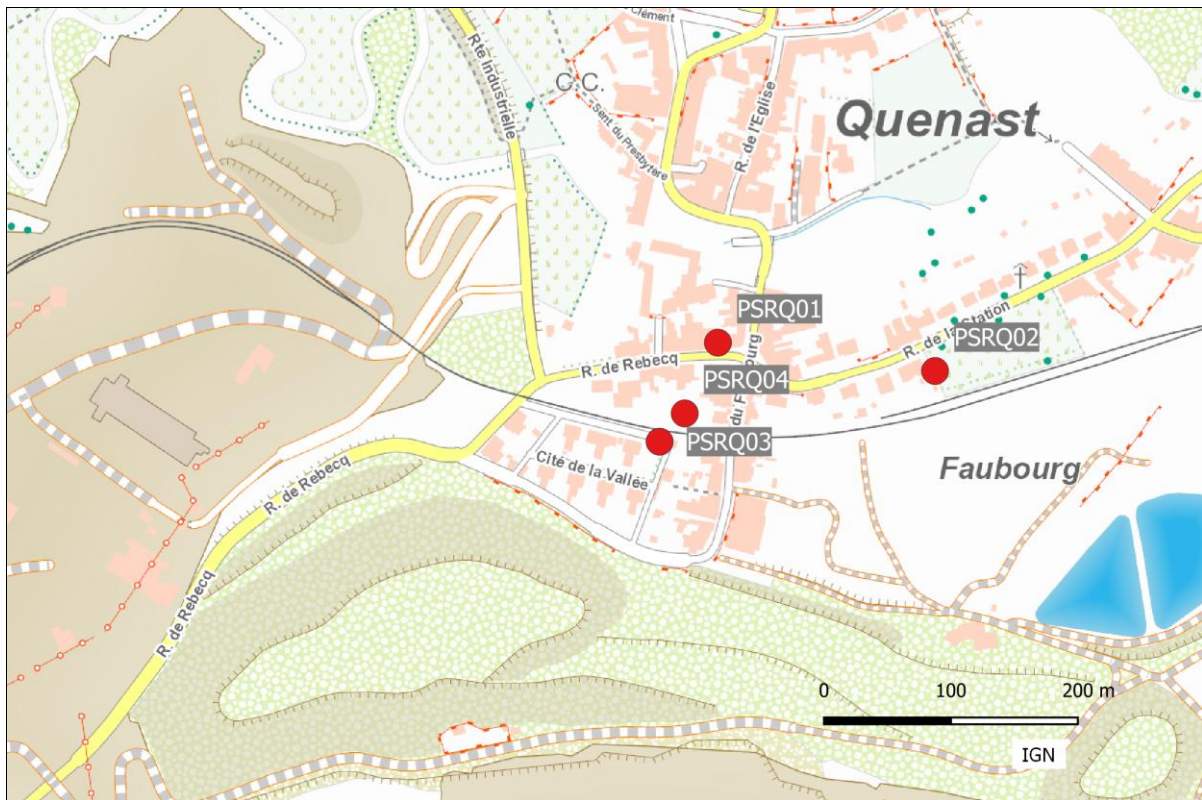 Clément
Rte Industrielle
C.C.
Sent. du Presbytère
R. de l'Eglise
Quenast
PSRQ01
R. de la Station
PSRQ02
R. de Rebecq
PSRQ04
du F ourg
PSRQ03
Cité de la Vallée
Faubourg
R. de Rebecq
R. de Rebecq
0 100 200 m
IGN